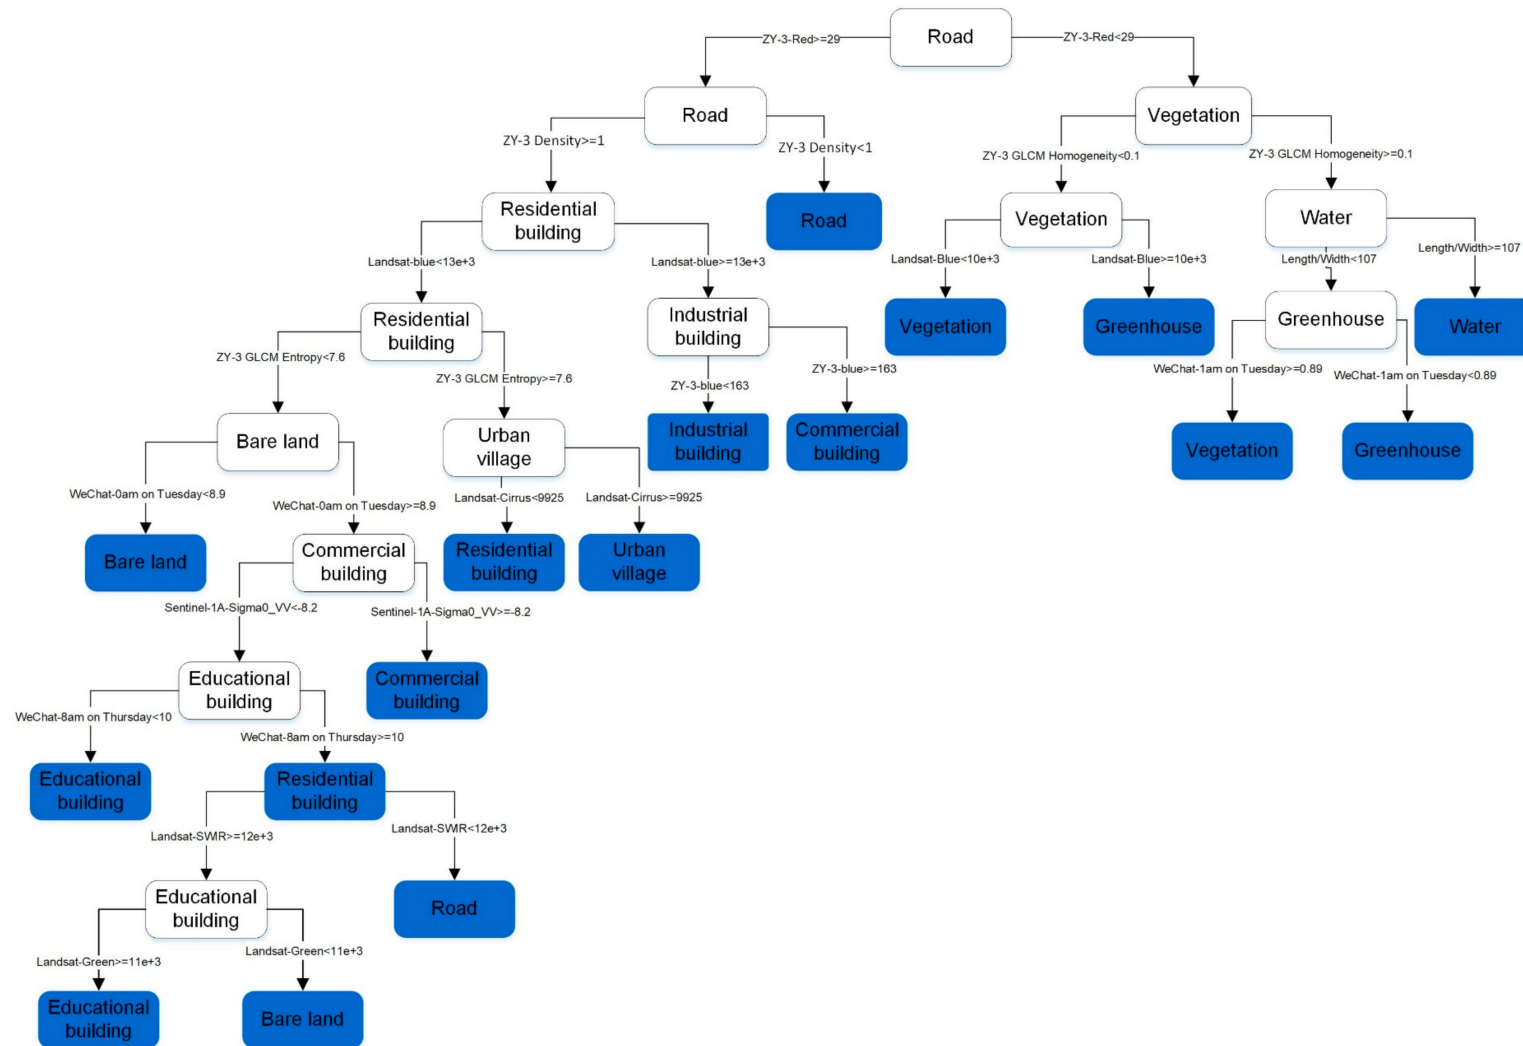 Road
ZY-3-Red>=29
ZY-3-Red<29
Road
Vegetation
ZY-3 Density>=1
ZY-3 Density<1
ZY-3 GLCM Homogeneity<0.1
ZY-3 GLCM Homogeneity>=0.1
Residential
building
Road
Vegetation
Water
Landsat-blue<13e+3
Landsat-blue>=13e+3
Landsat-Blue<10e+3
Landsat-Blue>=10e+3
Length/Width<107
Length/Width>=107
Residential
building
Industrial
building
Vegetation
Greenhouse
Greenhouse
Water
ZY-3 GLCM Entropy<7.6
ZY-3 GLCM Entropy>=7.6
ZY-3-blue<163
ZY-3-blue>=163
WeChat-1am on Tuesday>=0.89
WeChat-1am on Tuesday<0.89
Bare land
Urban
village
Industrial
building
Commercial
building
Vegetation
Greenhouse
WeChat-0am on Tuesday<8.9
WeChat-0am on Tuesday>=8.9
Landsat-Cirrus<9925
Landsat-Cirrus>=9925
Bare land
Commercial
building
Residential
building
Urban
village
Sentinel-1A-Sigma0_VV<-8.2
Sentinel-1A-Sigma0_VV>=-8.2
Educational
building
Commercial
building
WeChat-8am on Thursday<10
WeChat-8am on Thursday>=10
Educational
building
Residential
building
Landsat-SWIR>=12e+3
Landsat-SWIR<12e+3
Educational
building
Road
Landsat-Green>=11e+3
Landsat-Green<11e+3
Educational
building
Bare land